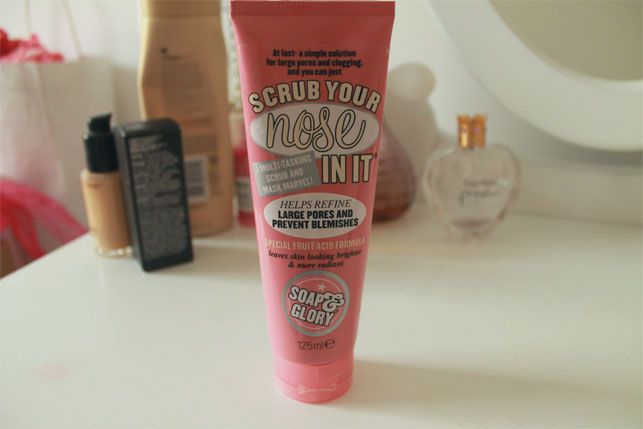 At last- a simple solution
for large pores and clogging,
and you can just
SCRUB YOUR
nose
IN IT
A MULTI-TASKING
SCRUB AND
MASK MARVEL!
HELPS REFINE
LARGE PORES AND
PREVENT BLEMISHES
SPECIAL FRUIT-ACID FORMULA
leaves skin looking brighter
& more radiant
SOAP&
GLORY
125ml e